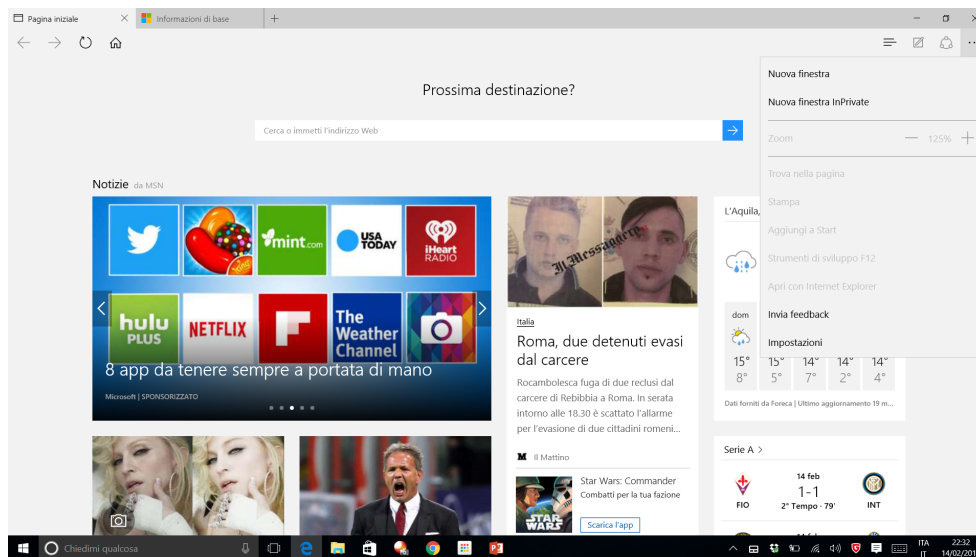 Pagina iniziale
Informazioni di base
Prossima destinazione?
Cerca o immetti l'indirizzo Web
Nuova finestra
Nuova finestra InPrivate
Zoom
125%
Trova nella pagina
Stampa
Aggiungi a Start
Strumenti di sviluppo F12
Apri con Internet Explorer
Invia feedback
Impostazioni
Notizie da MSN
mint.com
USA TODAY
iHeart RADIO
hulu PLUS
NETFLIX
The Weather Channel
8 app da tenere sempre a portata di mano
Microsoft | SPONSORIZZATO
Il Messaggero
Italia
Roma, due detenuti evasi
dal carcere
Rocambolesca fuga di due reclusi dal
carcere di Rebibbia a Roma. In serata
intorno alle 18.30 è scattato l'allarme
per l'evasione di due cittadini romeni...
M Il Mattino
STAR WARS
Star Wars: Commander
Combatti per la tua fazione
Scarica l'app
L'Aquila,
dom
15° 15° 14° 14° 14°
8° 5° 7° 2° 4°
Dati forniti da Foreca | Ultimo aggiornamento 19 m...
Serie A >
14 feb
1-1
FIO 2° Tempo · 79' INT
Chiedimi qualcosa
ITA 22:32
IT 14/02/201